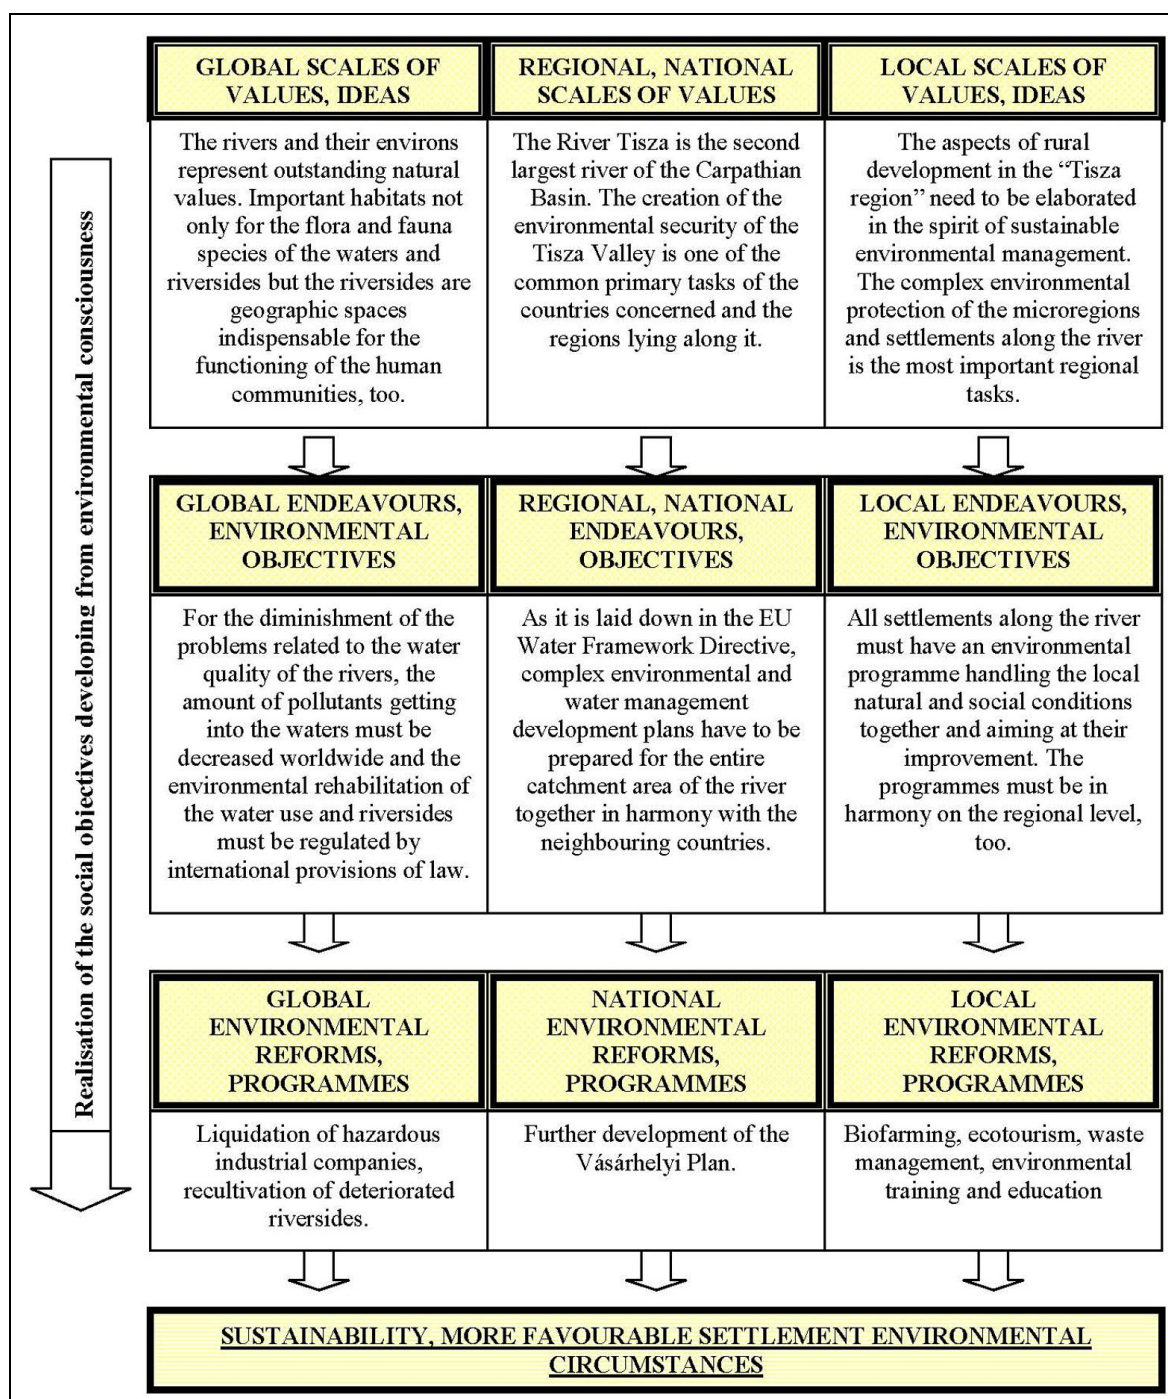 Realisation of the social objectives developing from environmental consciousness
GLOBAL SCALES OF
VALUES, IDEAS
REGIONAL, NATIONAL
SCALES OF VALUES
LOCAL SCALES OF
VALUES, IDEAS
The rivers and their environs
represent outstanding natural
values. Important habitats not
only for the flora and fauna
species of the waters and
riversides but the riversides are
geographic spaces
indispensable for the
functioning of the human
communities, too.
The River Tisza is the second
largest river of the Carpathian
Basin. The creation of the
environmental security of the
Tisza Valley is one of the
common primary tasks of the
countries concerned and the
regions lying along it.
The aspects of rural
development in the “Tisza
region” need to be elaborated
in the spirit of sustainable
environmental management.
The complex environmental
protection of the microregions
and settlements along the river
is the most important regional
tasks.
GLOBAL ENDEAVOURS,
ENVIRONMENTAL
OBJECTIVES
REGIONAL, NATIONAL
ENDEAVOURS,
OBJECTIVES
LOCAL ENDEAVOURS,
ENVIRONMENTAL
OBJECTIVES
For the diminishment of the
problems related to the water
quality of the rivers, the
amount of pollutants getting
into the waters must be
decreased worldwide and the
environmental rehabilitation of
the water use and riversides
must be regulated by
international provisions of law.
As it is laid down in the EU
Water Framework Directive,
complex environmental and
water management
development plans have to be
prepared for the entire
catchment area of the river
together in harmony with the
neighbouring countries.
All settlements along the river
must have an environmental
programme handling the local
natural and social conditions
together and aiming at their
improvement. The
programmes must be in
harmony on the regional level,
too.
GLOBAL
ENVIRONMENTAL
REFORMS,
PROGRAMMES
NATIONAL
ENVIRONMENTAL
REFORMS,
PROGRAMMES
LOCAL
ENVIRONMENTAL
REFORMS,
PROGRAMMES
Liquidation of hazardous
industrial companies,
recultivation of deteriorated
riversides.
Further development of the
Vásárhelyi Plan.
Biofarming, ecotourism, waste
management, environmental
training and education
SUSTAINABILITY, MORE FAVOURABLE SETTLEMENT ENVIRONMENTAL
CIRCUMSTANCES